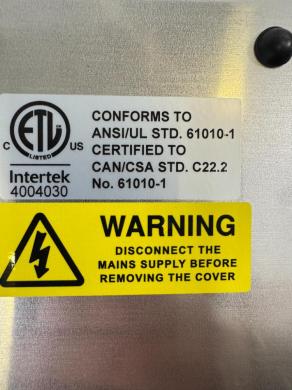 C ETL US
LISTED
Intertek
4004030
CONFORMS TO
ANSI/UL STD. 61010-1
CERTIFIED TO
CAN/CSA STD. C22.2
No. 61010-1
WARNING
DISCONNECT THE
MAINS SUPPLY BEFORE
REMOVING THE COVER